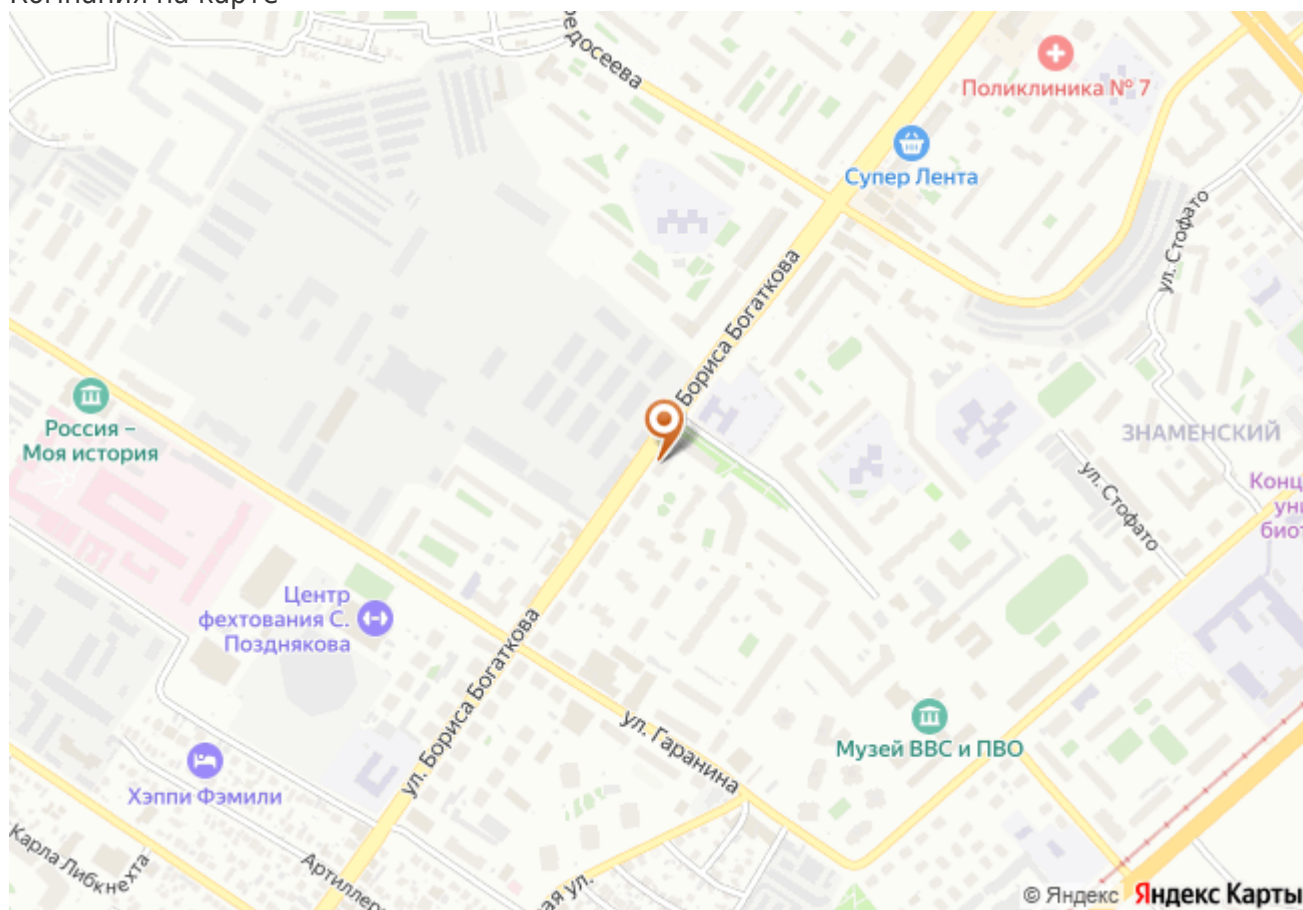 Компания на карте
Федосеева
Поликлиника № 7
Супер Лента
ул. Стофато
Бориса Богаткова
Россия –
Моя история
ЗНАМЕНСКИЙ
ул. Стофато
Центр
фехтования С.
Позднякова
ул. Бориса Богаткова
ул. Гаранина
Музей ВВС и ПВО
Хэппи Фэмили
Карла Либкнехта
© Яндекс Яндекс Карты